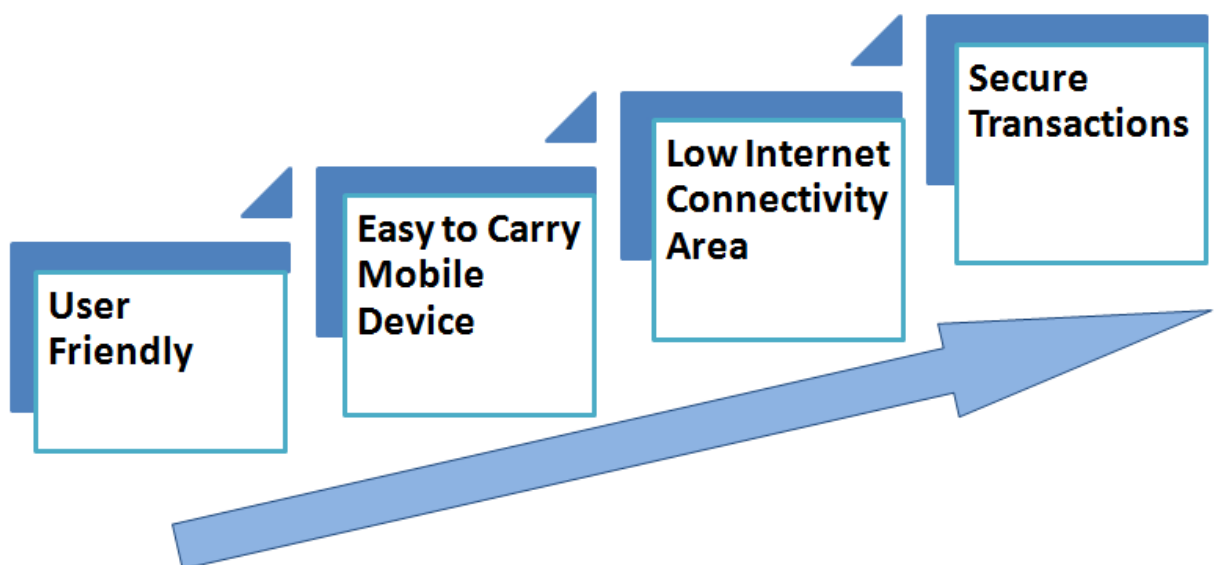 User
Friendly
Easy to Carry
Mobile
Device
Low Internet
Connectivity
Area
Secure
Transactions